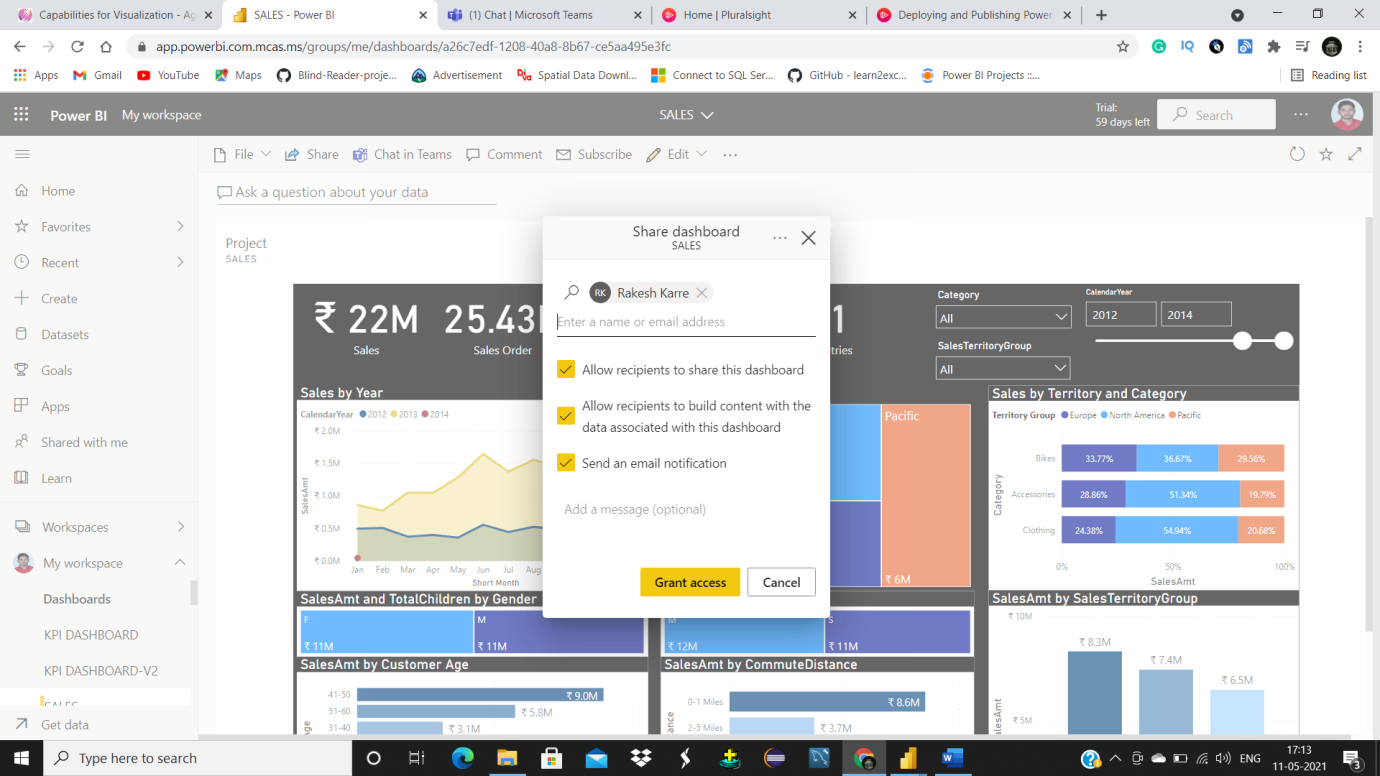 Capabilities for Visualization - Ag
SALES - Power BI
(1) Chat | Microsoft Teams
Home | Pluralsight
Deploying and Publishing Power
app.powerbi.com.mcas.ms/groups/me/dashboards/a26c7edf-1208-40a8-8b67-ce5aa495e3fc
Apps
Gmail
YouTube
Maps
Blind-Reader-proje...
Advertisement
Spatial Data Downl...
Connect to SQL Ser...
GitHub - learn2exc...
Power BI Projects ::...
Reading list
Power BI My workspace
SALES
Trial:
59 days left
Search
File
Share
Chat in Teams
Comment
Subscribe
Edit
Ask a question about your data
Home
Favorites
Recent
Create
Datasets
Goals
Apps
Shared with me
Learn
Workspaces
My workspace
Dashboards
KPI DASHBOARD
KPI DASHBOARD-V2
SALES
Get data
Project
SALES
₹ 22M
Sales
25.43
Sales Order
1
tries
Category
All
SalesTerritoryGroup
All
CalendarYear
2012
2014
Share dashboard
SALES
RK Rakesh Karre
Enter a name or email address
Allow recipients to share this dashboard
Allow recipients to build content with the
data associated with this dashboard
Send an email notification
Add a message (optional)
Grant access
Cancel
Sales by Year
CalendarYear 2012 2013 2014
₹ 2.0M
₹ 1.5M
₹ 1.0M
₹ 0.5M
₹ 0.0M
SalesAmt
Jan Feb Mar Apr May Jun Jul Aug
Short Month
Pacific
₹ 6M
Sales by Territory and Category
Territory Group Europe North America Pacific
Category
Bikes 33.77% 36.67% 29.56%
Accessories 28.86% 51.34% 19.79%
Clothing 24.38% 54.94% 20.68%
0% 50% 100%
SalesAmt
SalesAmt and TotalChildren by Gender
F
₹ 11M
M
₹ 11M
M
₹ 12M
S
₹ 11M
SalesAmt by Customer Age
41-50 ₹ 9.0M
51-60 ₹ 5.8M
31-40 ₹ 3.1M
ge
SalesAmt by CommuteDistance
0-1 Miles ₹ 8.6M
2-5 Miles ₹ 3.7M
ance
SalesAmt by SalesTerritoryGroup
₹ 10M
₹ 5M
sAmt
₹ 8.3M
₹ 7.4M
₹ 6.5M
Type here to search
ENG
17:13
11-05-2021
3